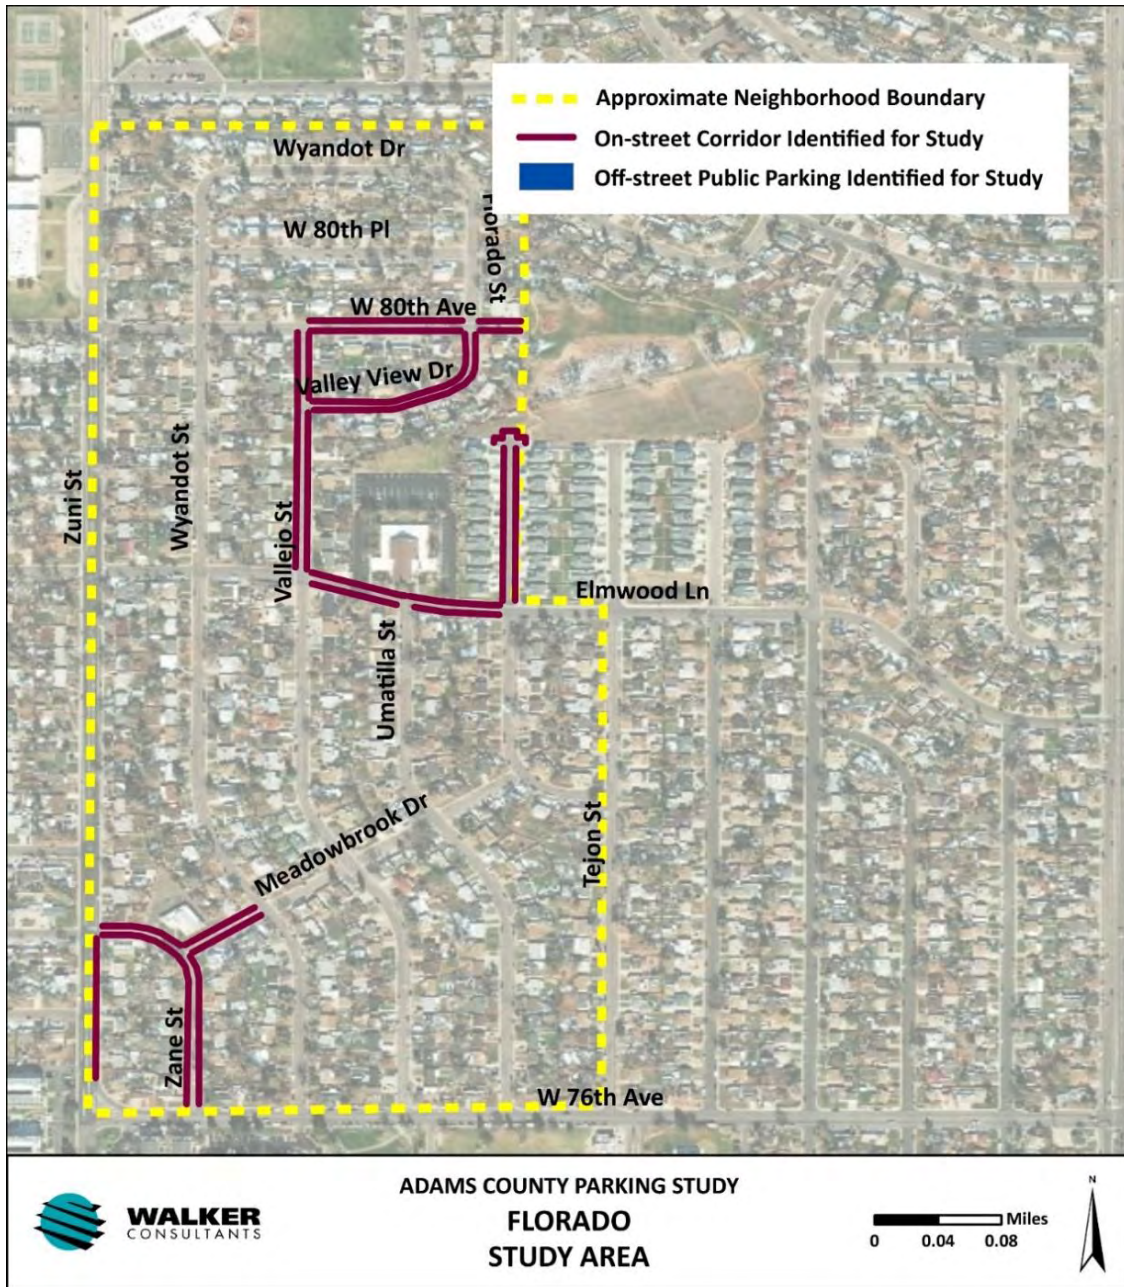 Approximate Neighborhood Boundary
On-street Corridor Identified for Study
Off-street Public Parking Identified for Study
Wyandot Dr
W 80th Pl
Florado St
W 80th Ave
Valley View Dr
Zuni St
Wyandot St
Vallejo St
Elmwood Ln
Umatilla St
Meadowbrook Dr
Tejon St
Zane St
W 76th Ave
WALKER
CONSULTANTS
ADAMS COUNTY PARKING STUDY
FLORADO
STUDY AREA
Miles
0 0.04 0.08
N